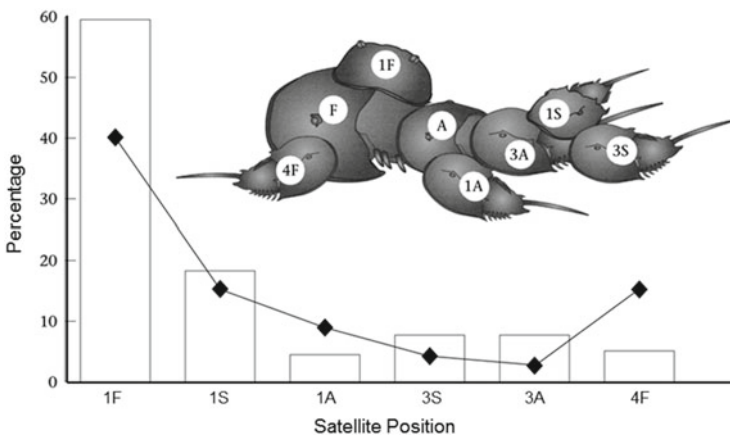 60
50
40
30
20
10
0
Percentage
1F
F
4F
A
1A
3A
1S
3S
1F 1S 1A 3S 3A 4F
Satellite Position